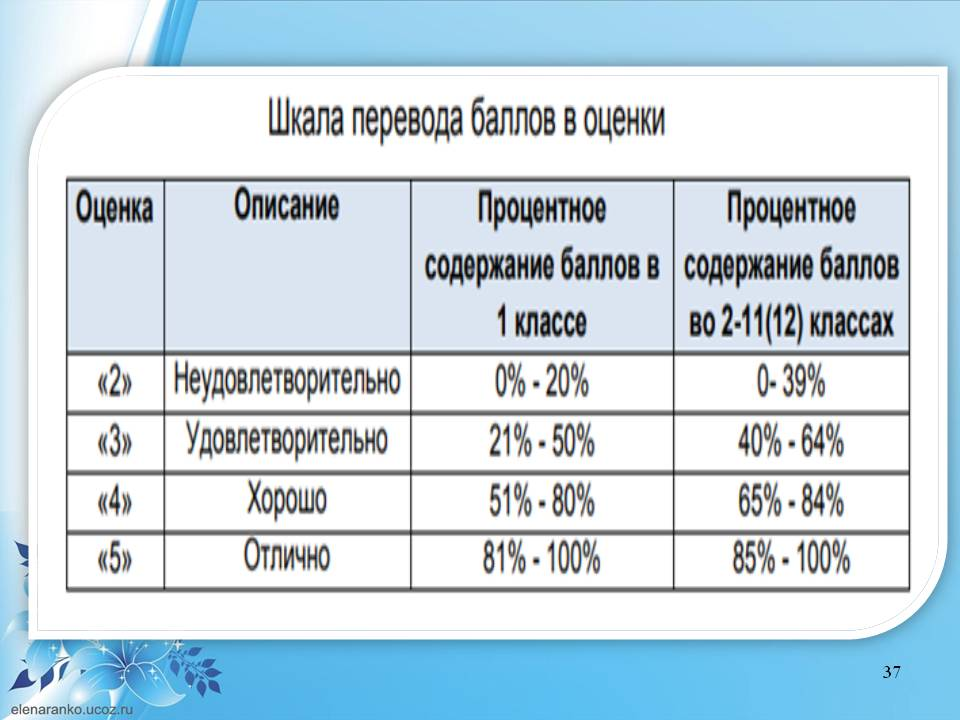 Шкала перевода баллов в оценки
Оценка
Описание
Процентное
содержание баллов в
1 классе
Процентное
содержание баллов
во 2-11(12) классах
«2» Неудовлетворительно 0% - 20% 0- 39%
«3» Удовлетворительно 21% - 50% 40% - 64%
«4» Хорошо 51% - 80% 65% - 84%
«5» Отлично 81% - 100% 85% - 100%
37
elenaranko.ucoz.ru